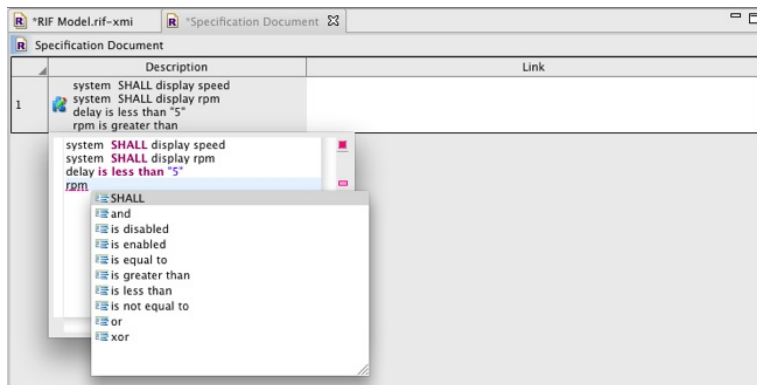 *RIF Model.rif-xmi
*Specification Document
Specification Document
Description Link
1
system SHALL display speed
system SHALL display rpm
delay is less than "5"
rpm is greater than
system SHALL display speed
system SHALL display rpm
delay is less than "5"
rpm
SHALL
and
is disabled
is enabled
is equal to
is greater than
is less than
is not equal to
or
xor